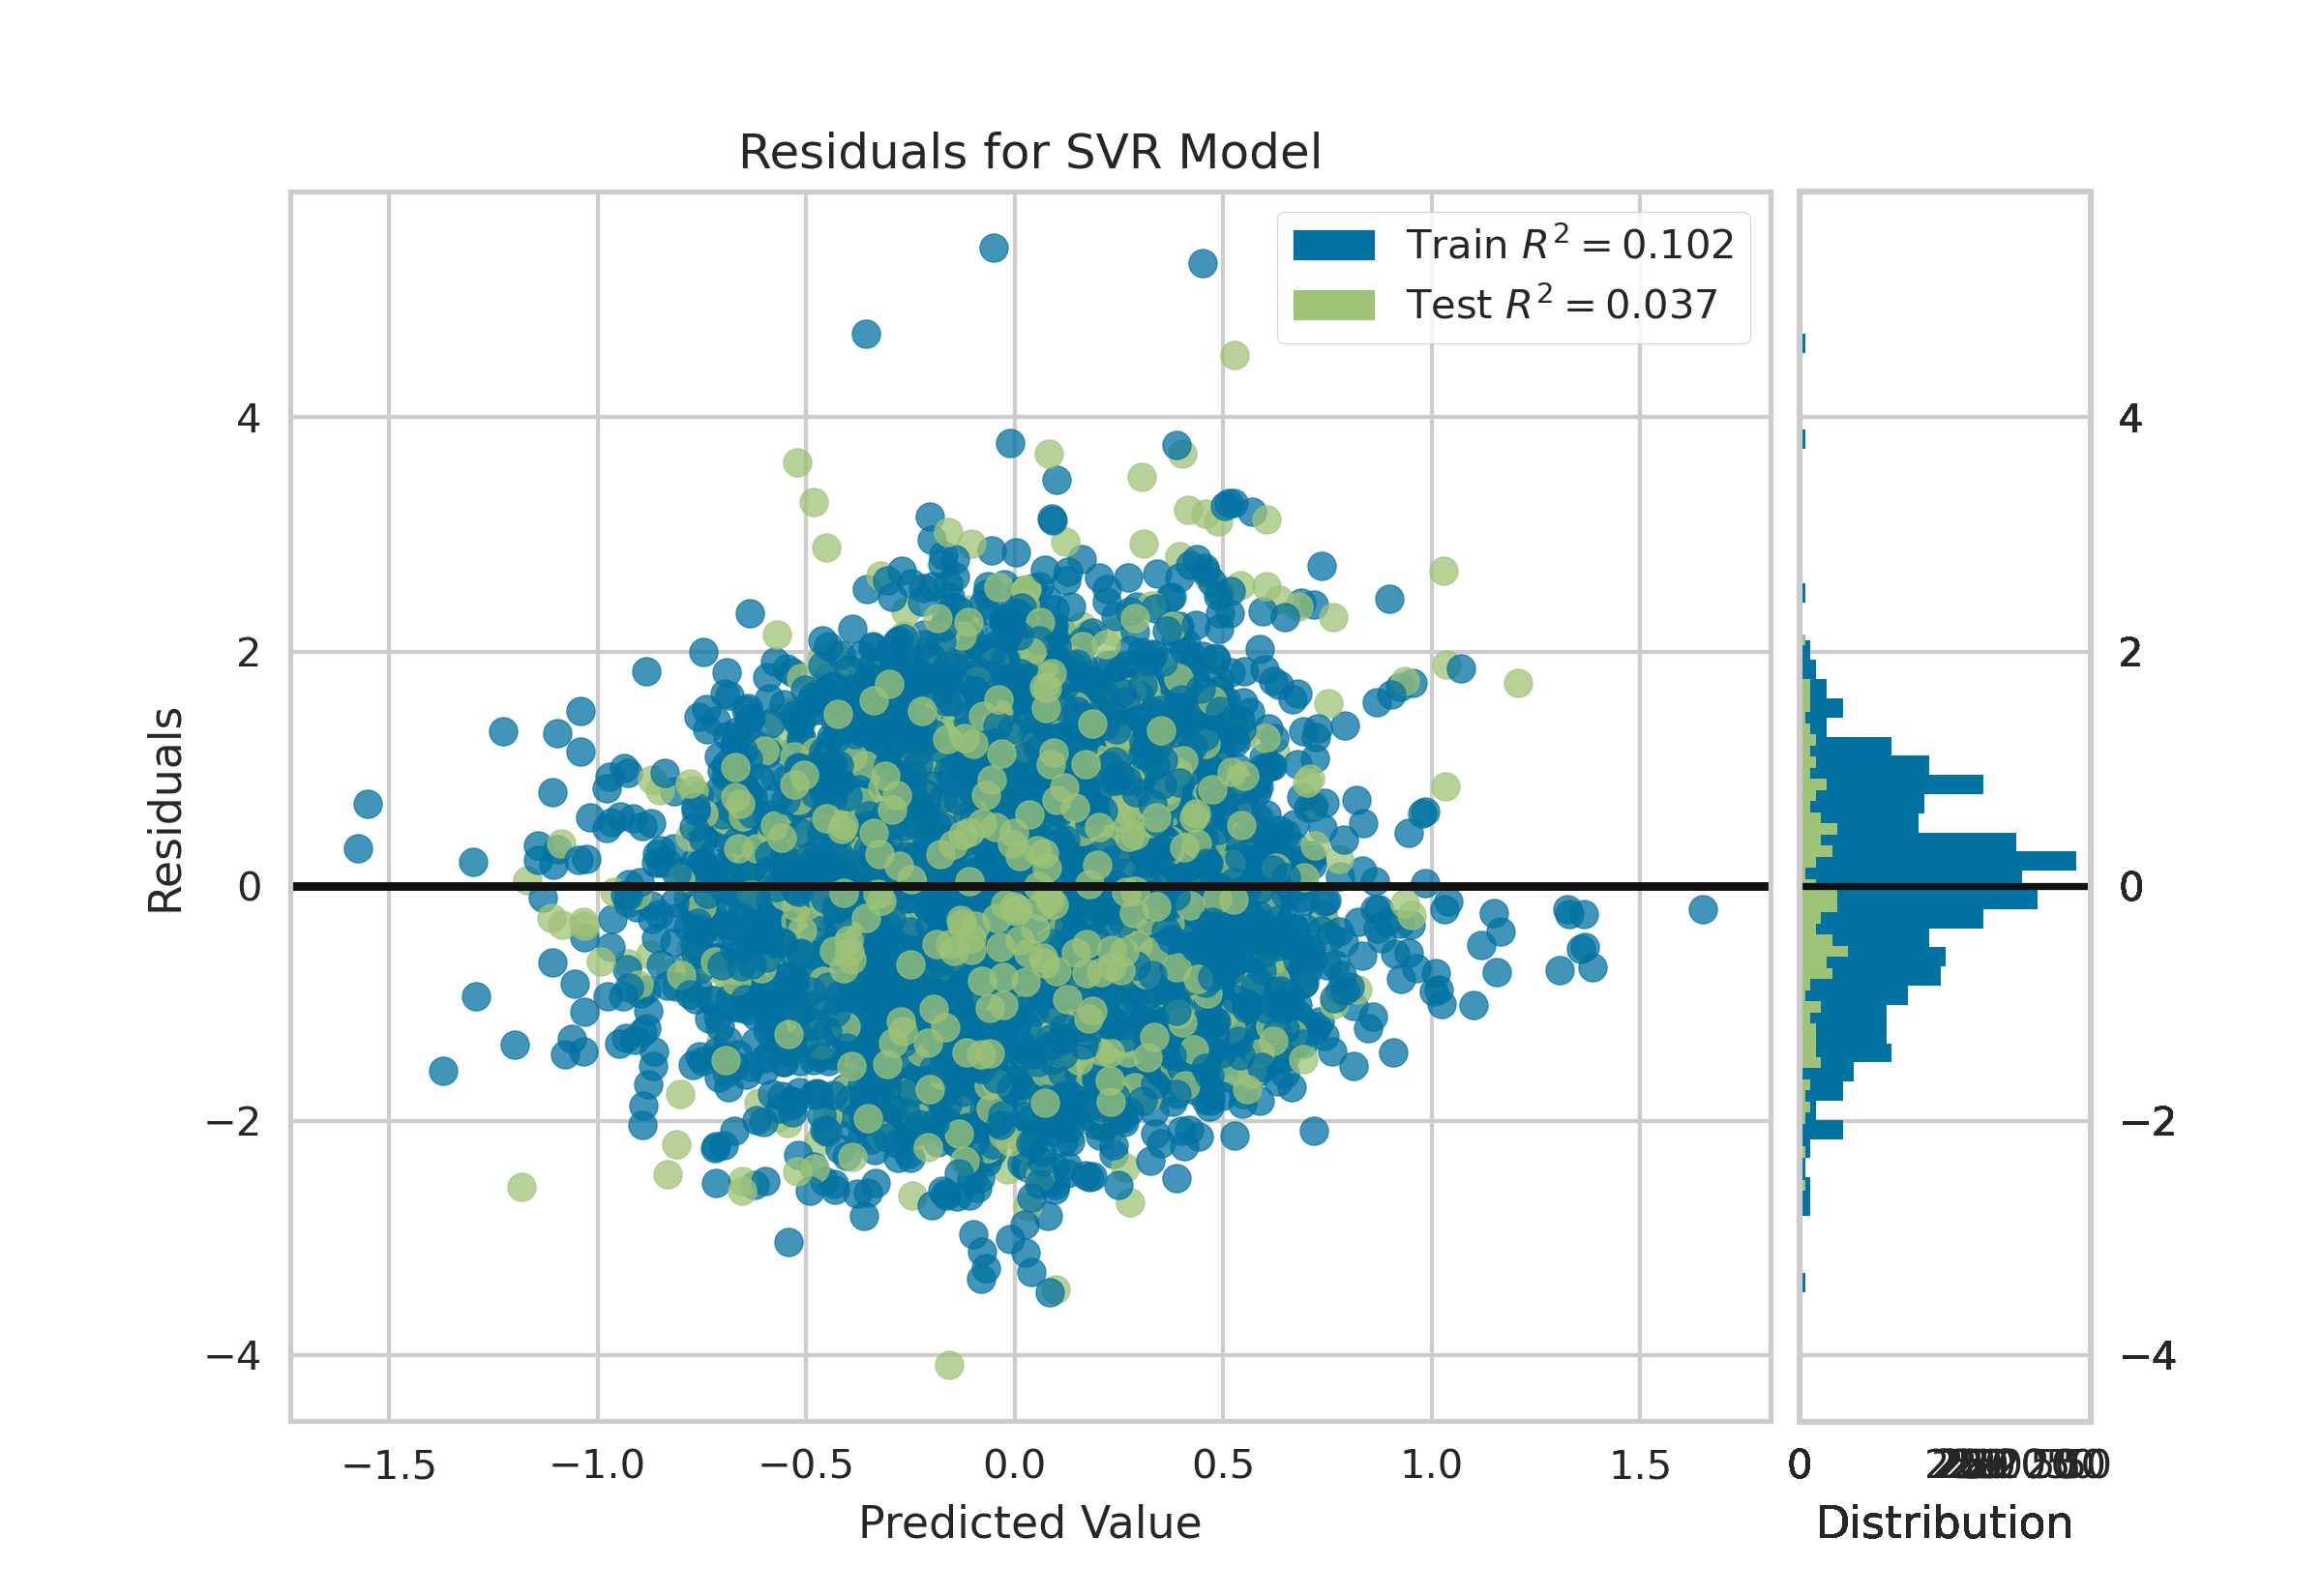 Residuals for SVR Model
Train R² = 0.102
Test R² = 0.037
Residuals
4
2
0
−2
−4
4
2
0
−2
−4
−1.5 −1.0 −0.5 0.0 0.5 1.0 1.5
0
Predicted Value
Distribution